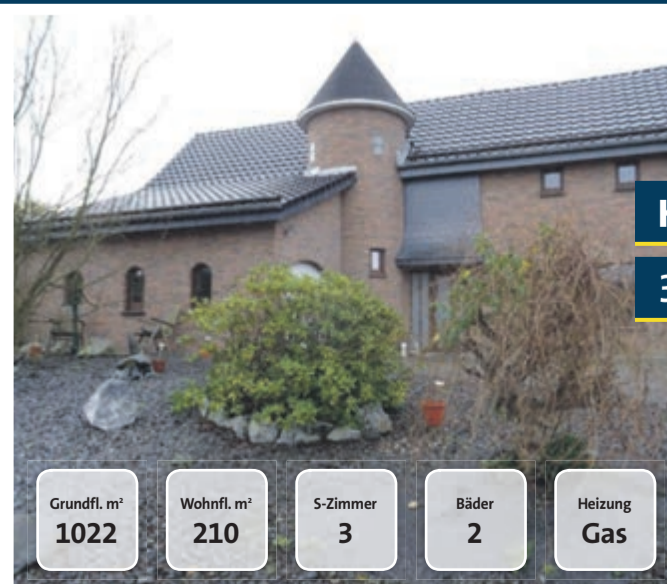 Grundfl. m²
1022
Wohnfl. m²
210
S-Zimmer
3
Bäder
2
Heizung
Gas